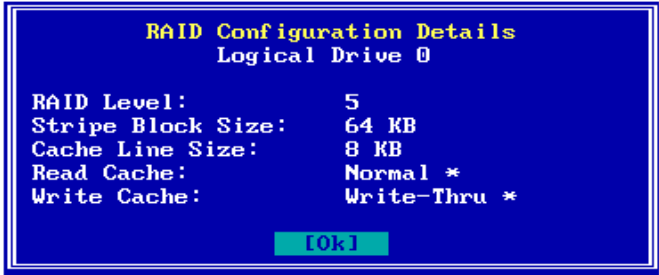 RAID Configuration Details
Logical Drive 0
RAID Level: 5
Stripe Block Size: 64 KB
Cache Line Size: 8 KB
Read Cache: Normal *
Write Cache: Write-Thru *
[Ok]